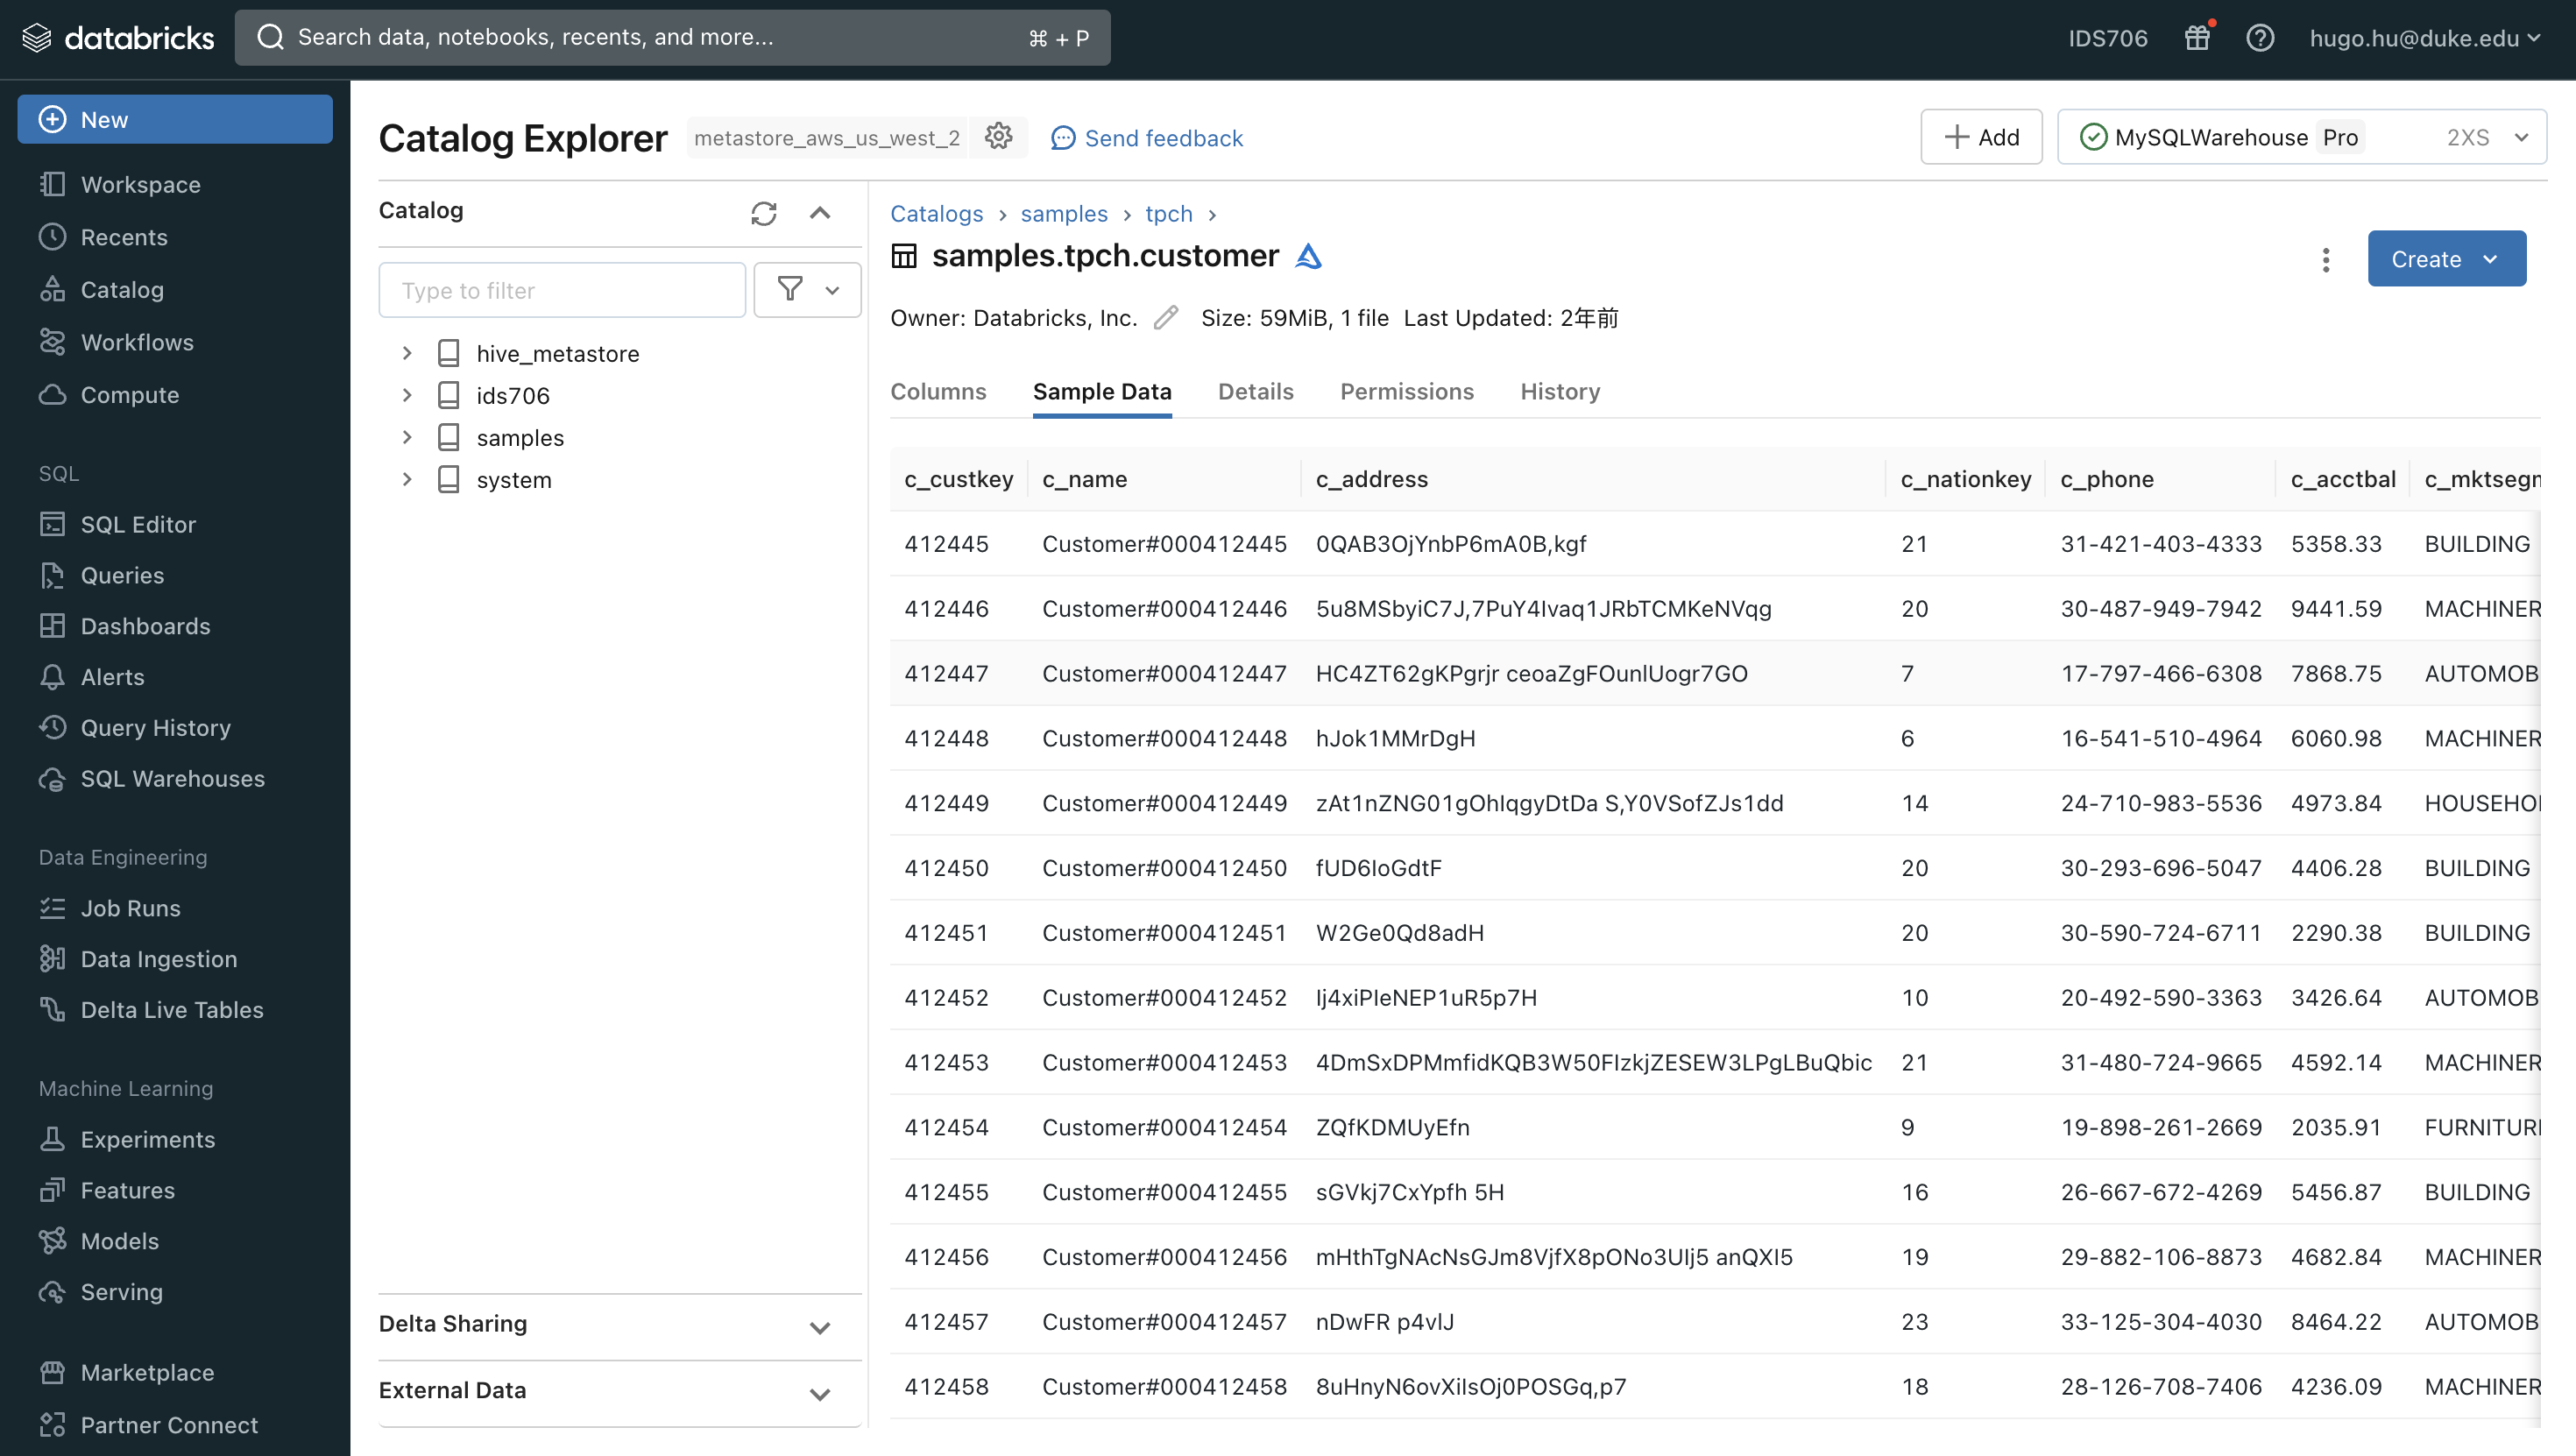 databricks
Search data, notebooks, recents, and more... ⌘ + P
IDS706
hugo.hu@duke.edu
New
Workspace
Recents
Catalog
Workflows
Compute
SQL
SQL Editor
Queries
Dashboards
Alerts
Query History
SQL Warehouses
Data Engineering
Job Runs
Data Ingestion
Delta Live Tables
Machine Learning
Experiments
Features
Models
Serving
Marketplace
Partner Connect
Catalog Explorer metastore_aws_us_west_2 Send feedback
Add
MySQLWarehouse Pro 2XS
Catalog
Type to filter
hive_metastore
ids706
samples
system
Delta Sharing
External Data
Catalogs > samples > tpch >
samples.tpch.customer
Create
Owner: Databricks, Inc. Size: 59MiB, 1 file Last Updated: 2年前
Columns Sample Data Details Permissions History
c_custkey c_name c_address c_nationkey c_phone c_acctbal c_mktsegm
412445 Customer#000412445 0QAB3OjYnbP6mA0B,kgf 21 31-421-403-4333 5358.33 BUILDING
412446 Customer#000412446 5u8MSbyiC7J,7PuY4Ivaq1JRbTCMKeNVqg 20 30-487-949-7942 9441.59 MACHINER
412447 Customer#000412447 HC4ZT62gKPgrjr ceoaZgFOunlUogr7GO 7 17-797-466-6308 7868.75 AUTOMOB
412448 Customer#000412448 hJok1MMrDgH 6 16-541-510-4964 6060.98 MACHINER
412449 Customer#000412449 zAt1nZNG01gOhIqgyDtDa S,Y0VSofZJs1dd 14 24-710-983-5536 4973.84 HOUSEHOL
412450 Customer#000412450 fUD6IoGdtF 20 30-293-696-5047 4406.28 BUILDING
412451 Customer#000412451 W2Ge0Qd8adH 20 30-590-724-6711 2290.38 BUILDING
412452 Customer#000412452 lj4xiPIeNEP1uR5p7H 10 20-492-590-3363 3426.64 AUTOMOB
412453 Customer#000412453 4DmSxDPMmfidKQB3W50FIzkjZESEW3LPgLBuQbic 21 31-480-724-9665 4592.14 MACHINER
412454 Customer#000412454 ZQfKDMUyEfn 9 19-898-261-2669 2035.91 FURNITUR
412455 Customer#000412455 sGVkj7CxYpfh 5H 16 26-667-672-4269 5456.87 BUILDING
412456 Customer#000412456 mHthTgNAcNsGJm8VjfX8pONo3UIj5 anQXI5 19 29-882-106-8873 4682.84 MACHINER
412457 Customer#000412457 nDwFR p4vlJ 23 33-125-304-4030 8464.22 AUTOMOB
412458 Customer#000412458 8uHnyN6ovXiIsOj0POSGq,p7 18 28-126-708-7406 4236.09 MACHINER